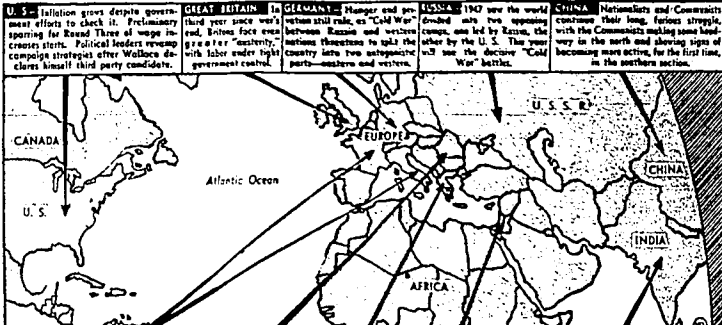 U. S.— Inflation grows despite govern-
ment efforts to check it. Preliminary
sparring for Round Three of wage in-
creases starts. Political leaders revamp
campaign strategies after Wallace de-
clares himself third party candidate.
GREAT BRITAIN— In
third year since war's
end, Britons face even
greater "austerity,"
with labor under tight
government control.
GERMANY— Hunger and pri-
vation still rule, as "Cold War"
between Russia and western
nations threatens to split the
country into two antagonistic
parts—eastern and western.
RUSSIA— 1947 saw the world
divided into two opposing
camps, one led by Russia, the
other by the U. S. This year
will see the decisive "Cold
War" battles.
CHINA— Nationalists and Communists
continue their long, furious struggle,
with the Communists making some head-
way in the north and showing signs of
becoming more active, for the first time,
in the southern section.
U. S. S. R.
CANADA
EUROPE
CHINA
Atlantic Ocean
U. S.
INDIA
AFRICA